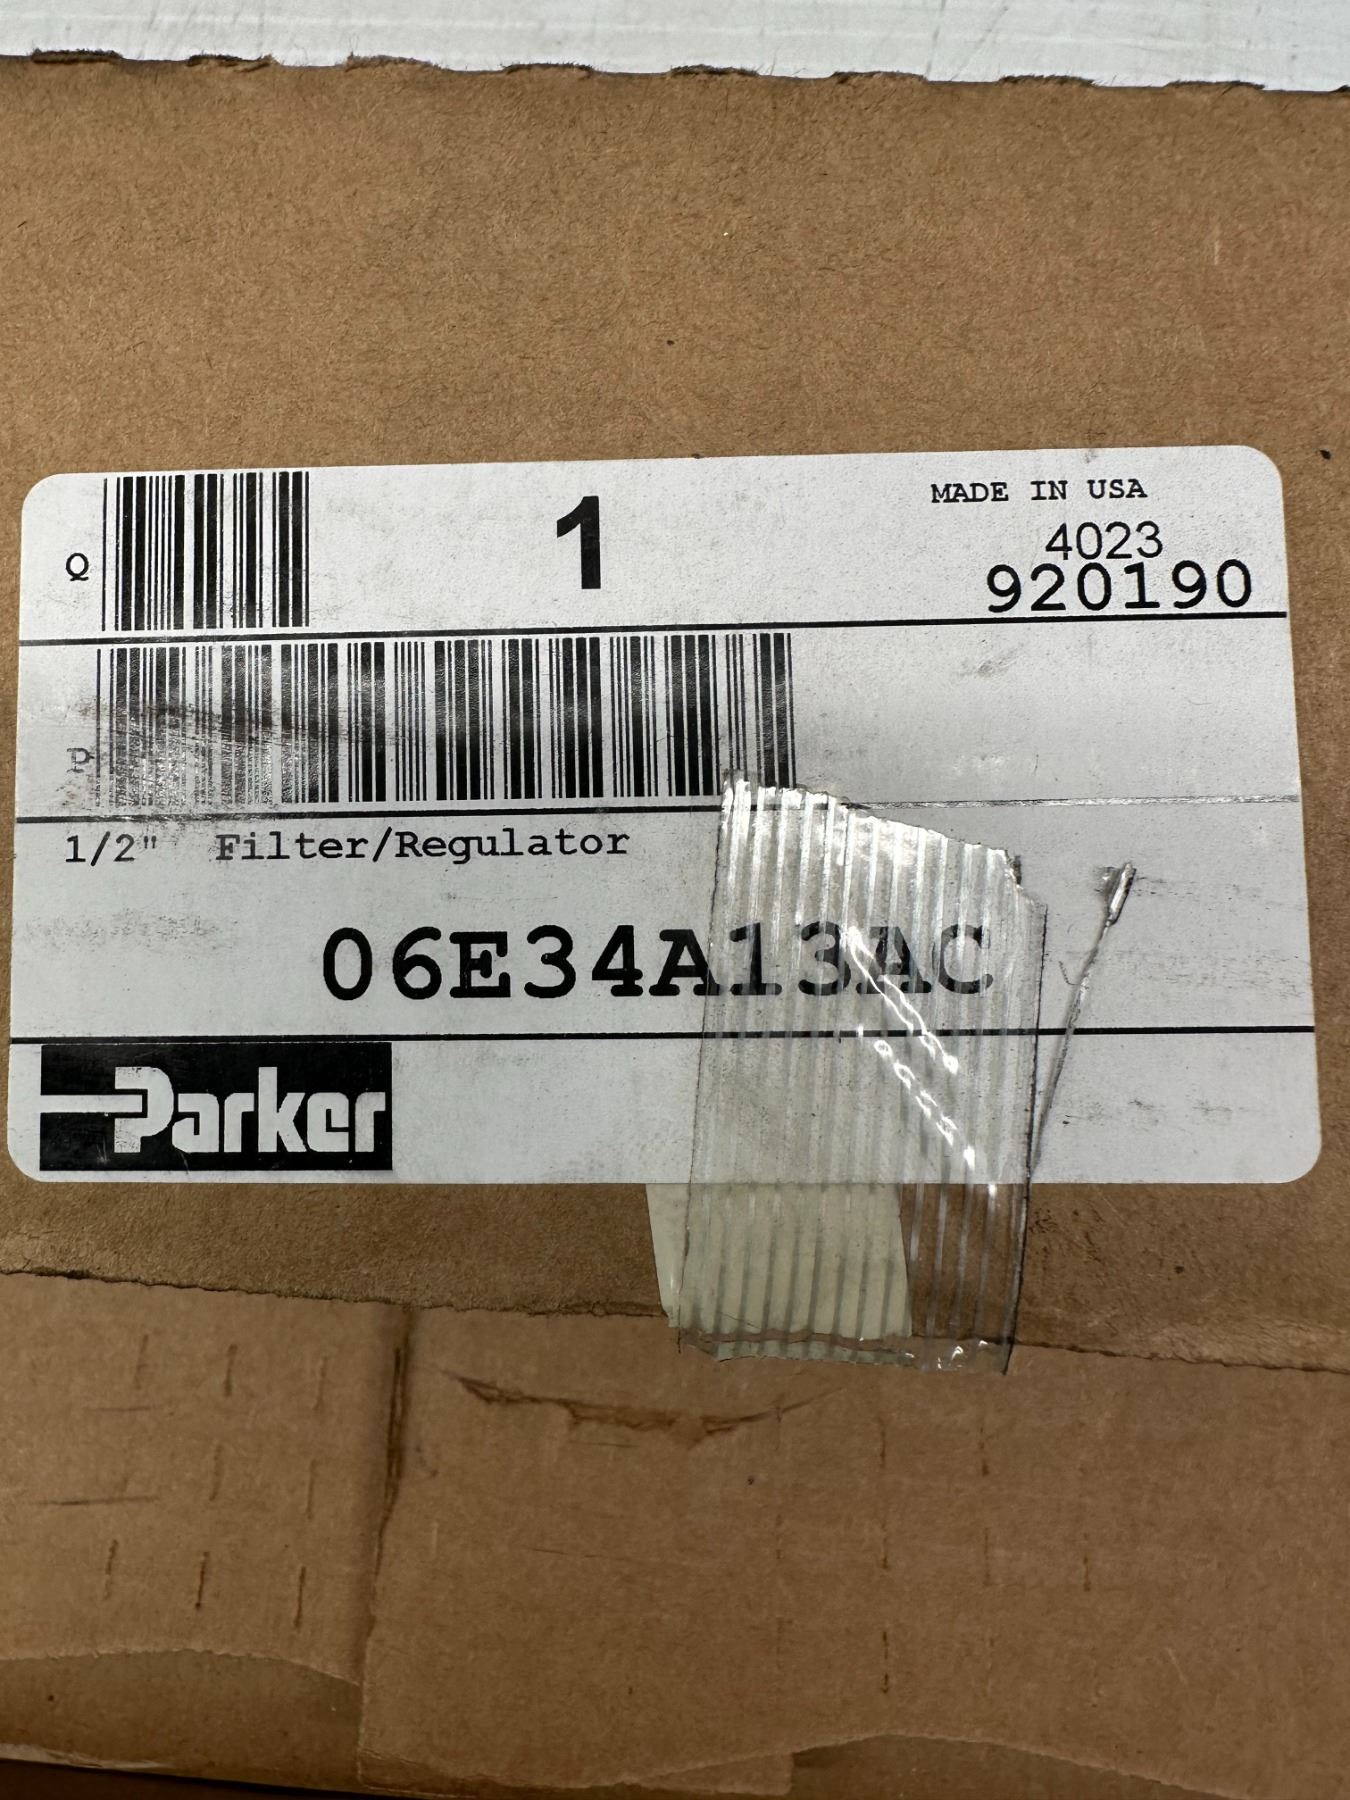 Q
1
MADE IN USA
4023
920190
P
1/2" Filter/Regulator
06E34A13AC
Parker